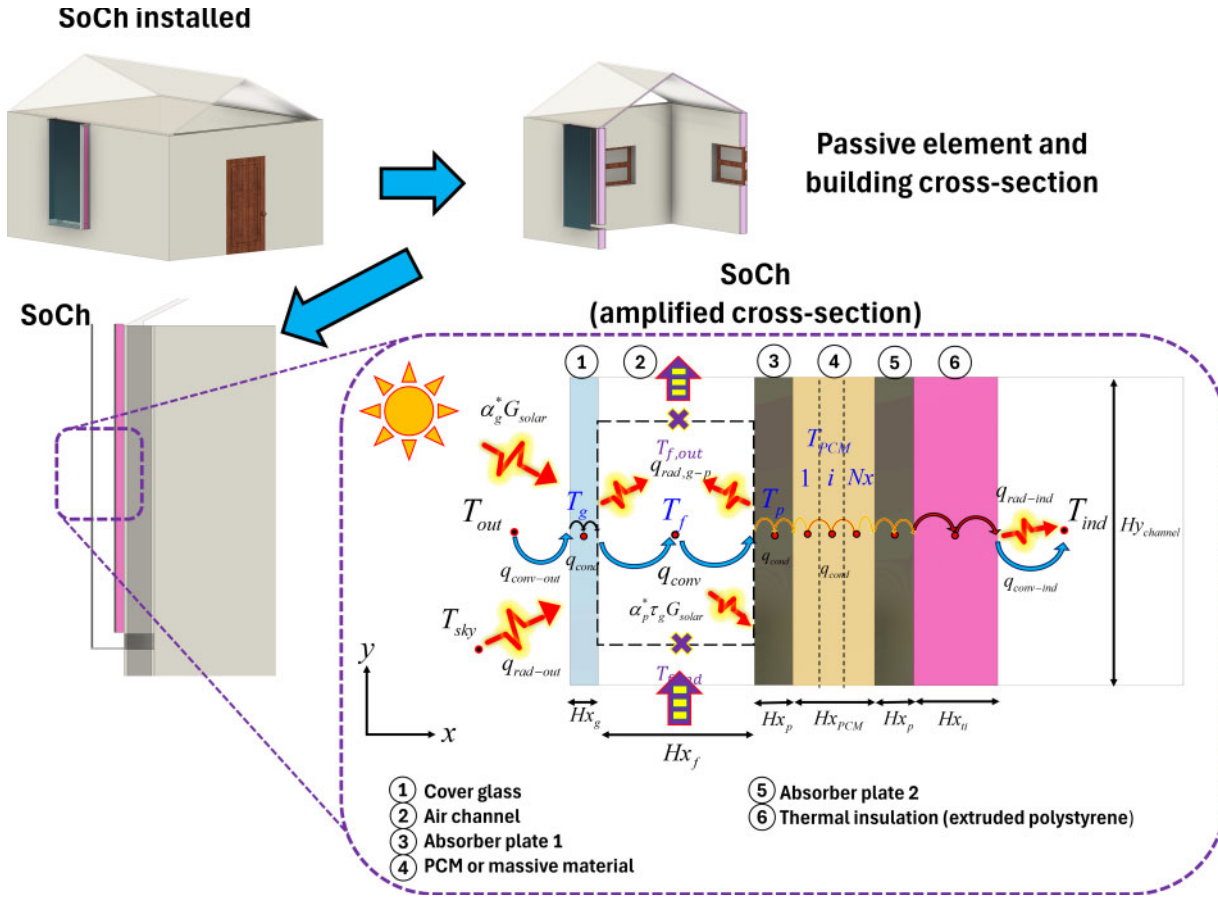 SoCh installed
Passive element and
building cross-section
SoCh
SoCh
(amplified cross-section)
1 2 3 4 5 6
α*g Gsolar
Tf,out
qrad,g-p
TPCM
1 i Nx
Tg
Tf
Tp
Tout
qconv-out
qcond
qconv
qcond
qcond
qrad-ind
Tind
qconv-ind
Hychannel
α*p τg Gsolar
Tsky
qrad-out
y
x
Hxg
Hxf
Hxp
HxPCM
Hxp
Hxti
1 Cover glass
2 Air channel
3 Absorber plate 1
4 PCM or massive material
5 Absorber plate 2
6 Thermal insulation (extruded polystyrene)